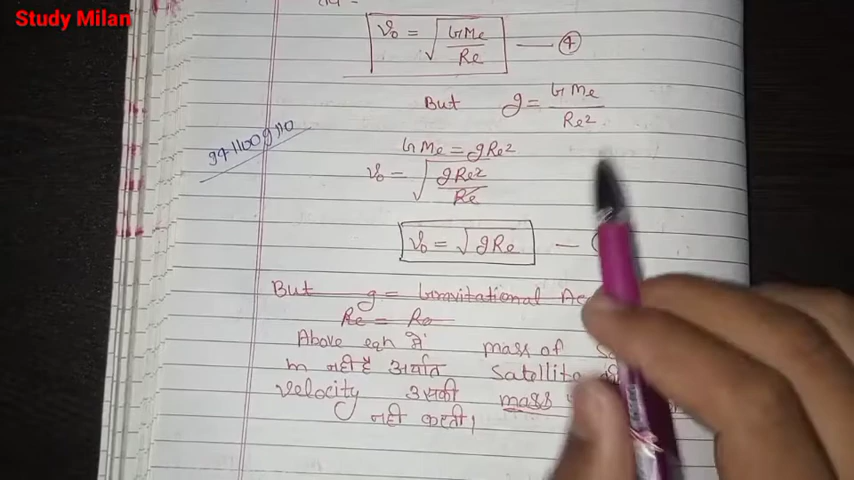 Study Milan
v₀ = √(GMe/Re) — ④
But g = GMe/Re²
GMe = gRe²
v₀ = √(gRe²/Re)
v₀ = √gRe — (
But g = Gravitational
Re =
Above eqn में mass of
m नहीं है अर्थात Satellite
velocity उसकी mass
नही करती।